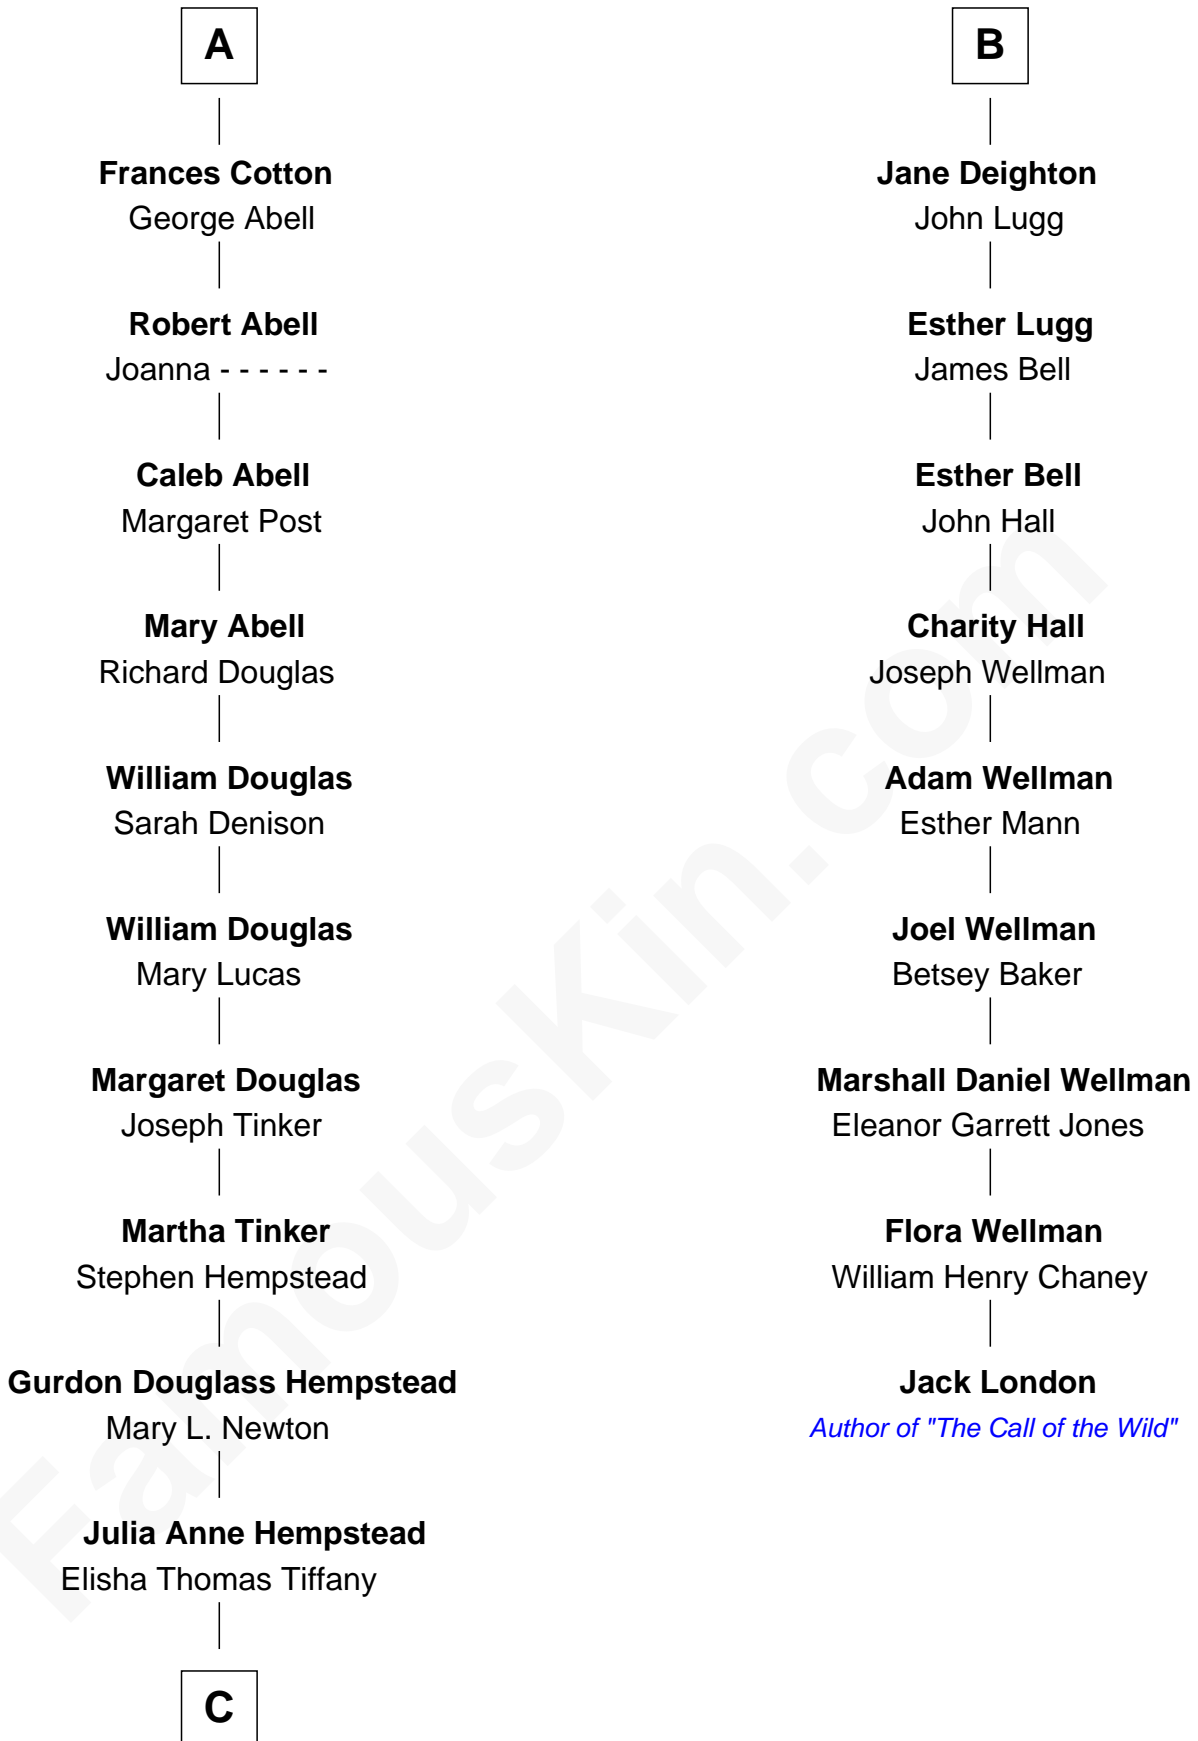 A
Frances Cotton
George Abell
Robert Abell
Joanna - - - - - -
Caleb Abell
Margaret Post
Mary Abell
Richard Douglas
William Douglas
Sarah Denison
William Douglas
Mary Lucas
Margaret Douglas
Joseph Tinker
Martha Tinker
Stephen Hempstead
Gurdon Douglass Hempstead
Mary L. Newton
Julia Anne Hempstead
Elisha Thomas Tiffany
C
B
Jane Deighton
John Lugg
Esther Lugg
James Bell
Esther Bell
John Hall
Charity Hall
Joseph Wellman
Adam Wellman
Esther Mann
Joel Wellman
Betsey Baker
Marshall Daniel Wellman
Eleanor Garrett Jones
Flora Wellman
William Henry Chaney
Jack London
Author of "The Call of the Wild"
FamousKin.com